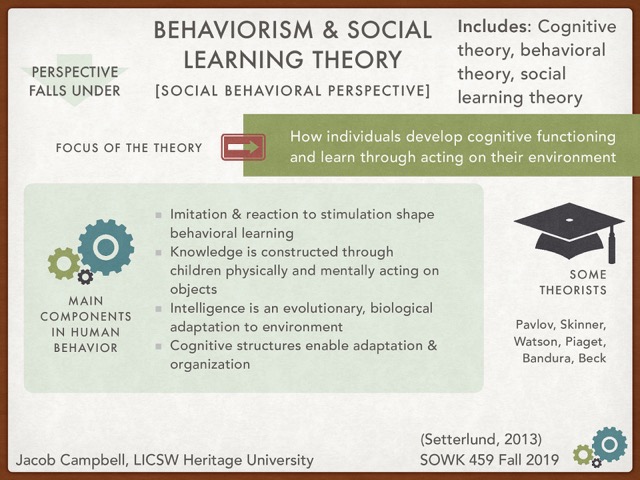 BEHAVIORISM & SOCIAL
LEARNING THEORY
[SOCIAL BEHAVIORAL PERSPECTIVE]
Includes: Cognitive
theory, behavioral
theory, social
learning theory
PERSPECTIVE
FALLS UNDER
FOCUS OF THE THEORY
How individuals develop cognitive functioning
and learn through acting on their environment
MAIN
COMPONENTS
IN HUMAN
BEHAVIOR
Imitation & reaction to stimulation shape
behavioral learning
Knowledge is constructed through
children physically and mentally acting on
objects
Intelligence is an evolutionary, biological
adaptation to environment
Cognitive structures enable adaptation &
organization
SOME
THEORISTS
Pavlov, Skinner,
Watson, Piaget,
Bandura, Beck
Jacob Campbell, LICSW Heritage University
(Setterlund, 2013)
SOWK 459 Fall 2019